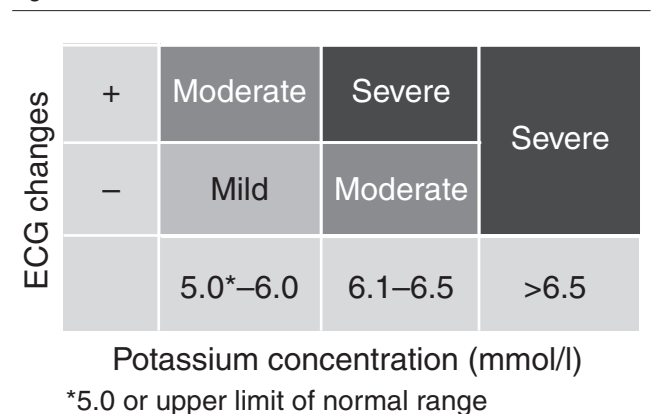 + Moderate Severe
Severe
– Mild Moderate
ECG changes
5.0*–6.0 6.1–6.5 >6.5
Potassium concentration (mmol/l)
*5.0 or upper limit of normal range